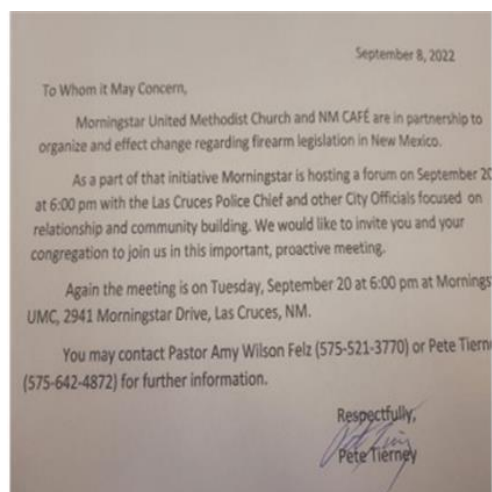 September 8, 2022
To Whom it May Concern,
Morningstar United Methodist Church and NM CAFÉ are in partnership to
organize and effect change regarding firearm legislation in New Mexico.
As a part of that initiative Morningstar is hosting a forum on September 20
at 6:00 pm with the Las Cruces Police Chief and other City Officials focused on
relationship and community building. We would like to invite you and your
congregation to join us in this important, proactive meeting.
Again the meeting is on Tuesday, September 20 at 6:00 pm at Mornings
UMC, 2941 Morningstar Drive, Las Cruces, NM.
You may contact Pastor Amy Wilson Felz (575-521-3770) or Pete Tiern
(575-642-4872) for further information.
Respectfully,
Pete Tierney